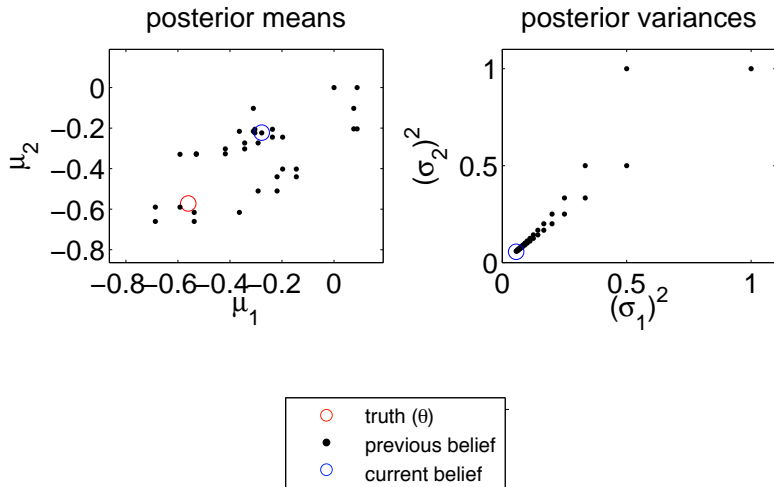 posterior means
0
−0.2
−0.4
−0.6
−0.8
μ2
−0.8 −0.6 −0.4 −0.2 0
μ1
posterior variances
1
0.5
0
(σ2)2
0 0.5 1
(σ1)2
truth (θ)
previous belief
current belief